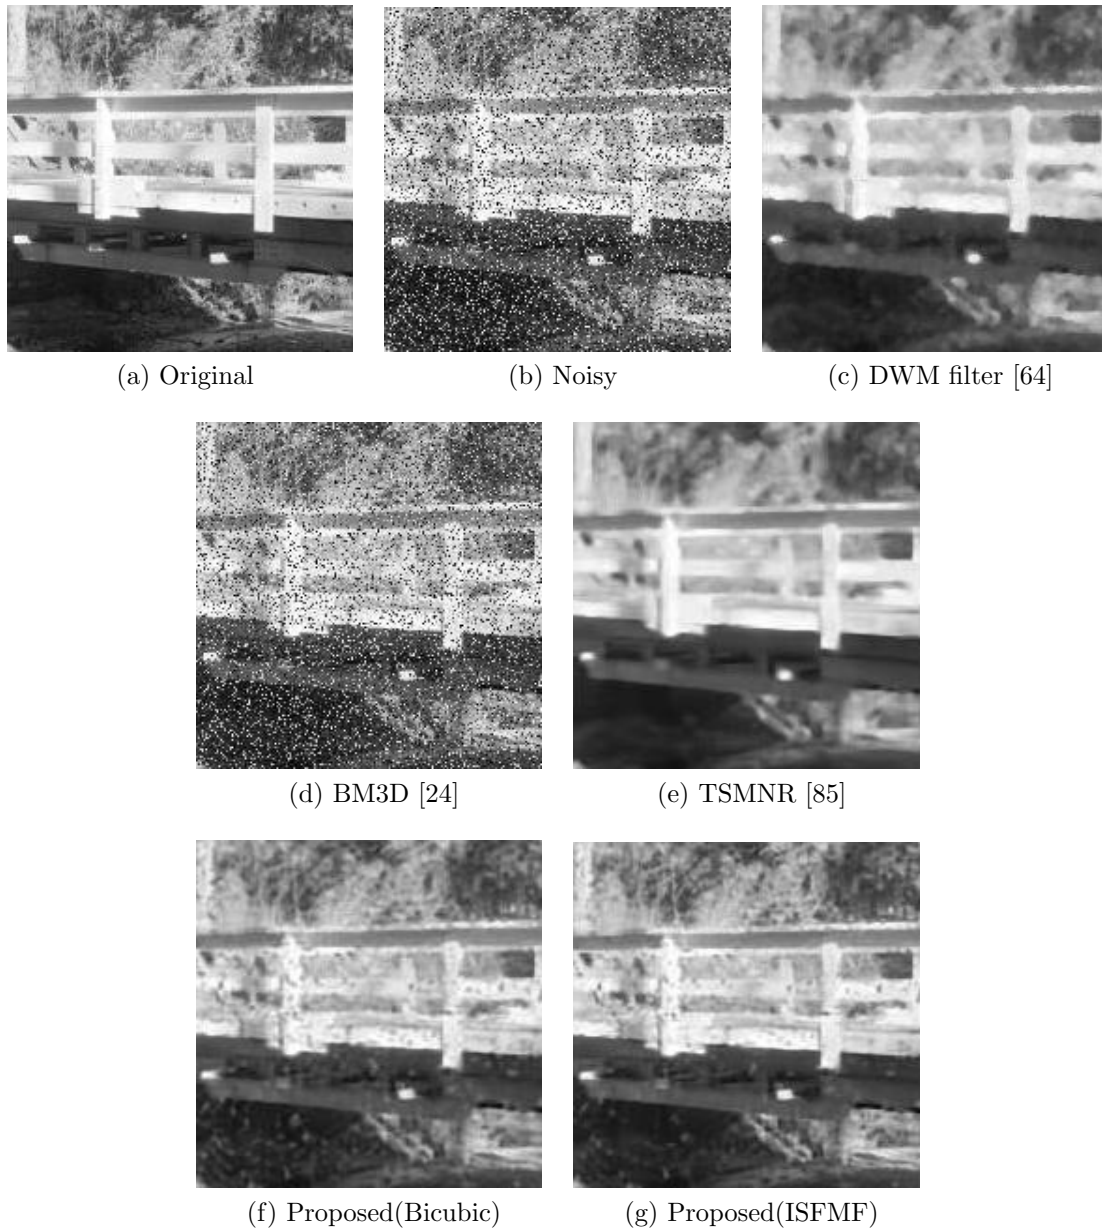 (a) Original
(b) Noisy
(c) DWM filter [64]
(d) BM3D [24]
(e) TSMNR [85]
(f) Proposed(Bicubic)
(g) Proposed(ISFMF)